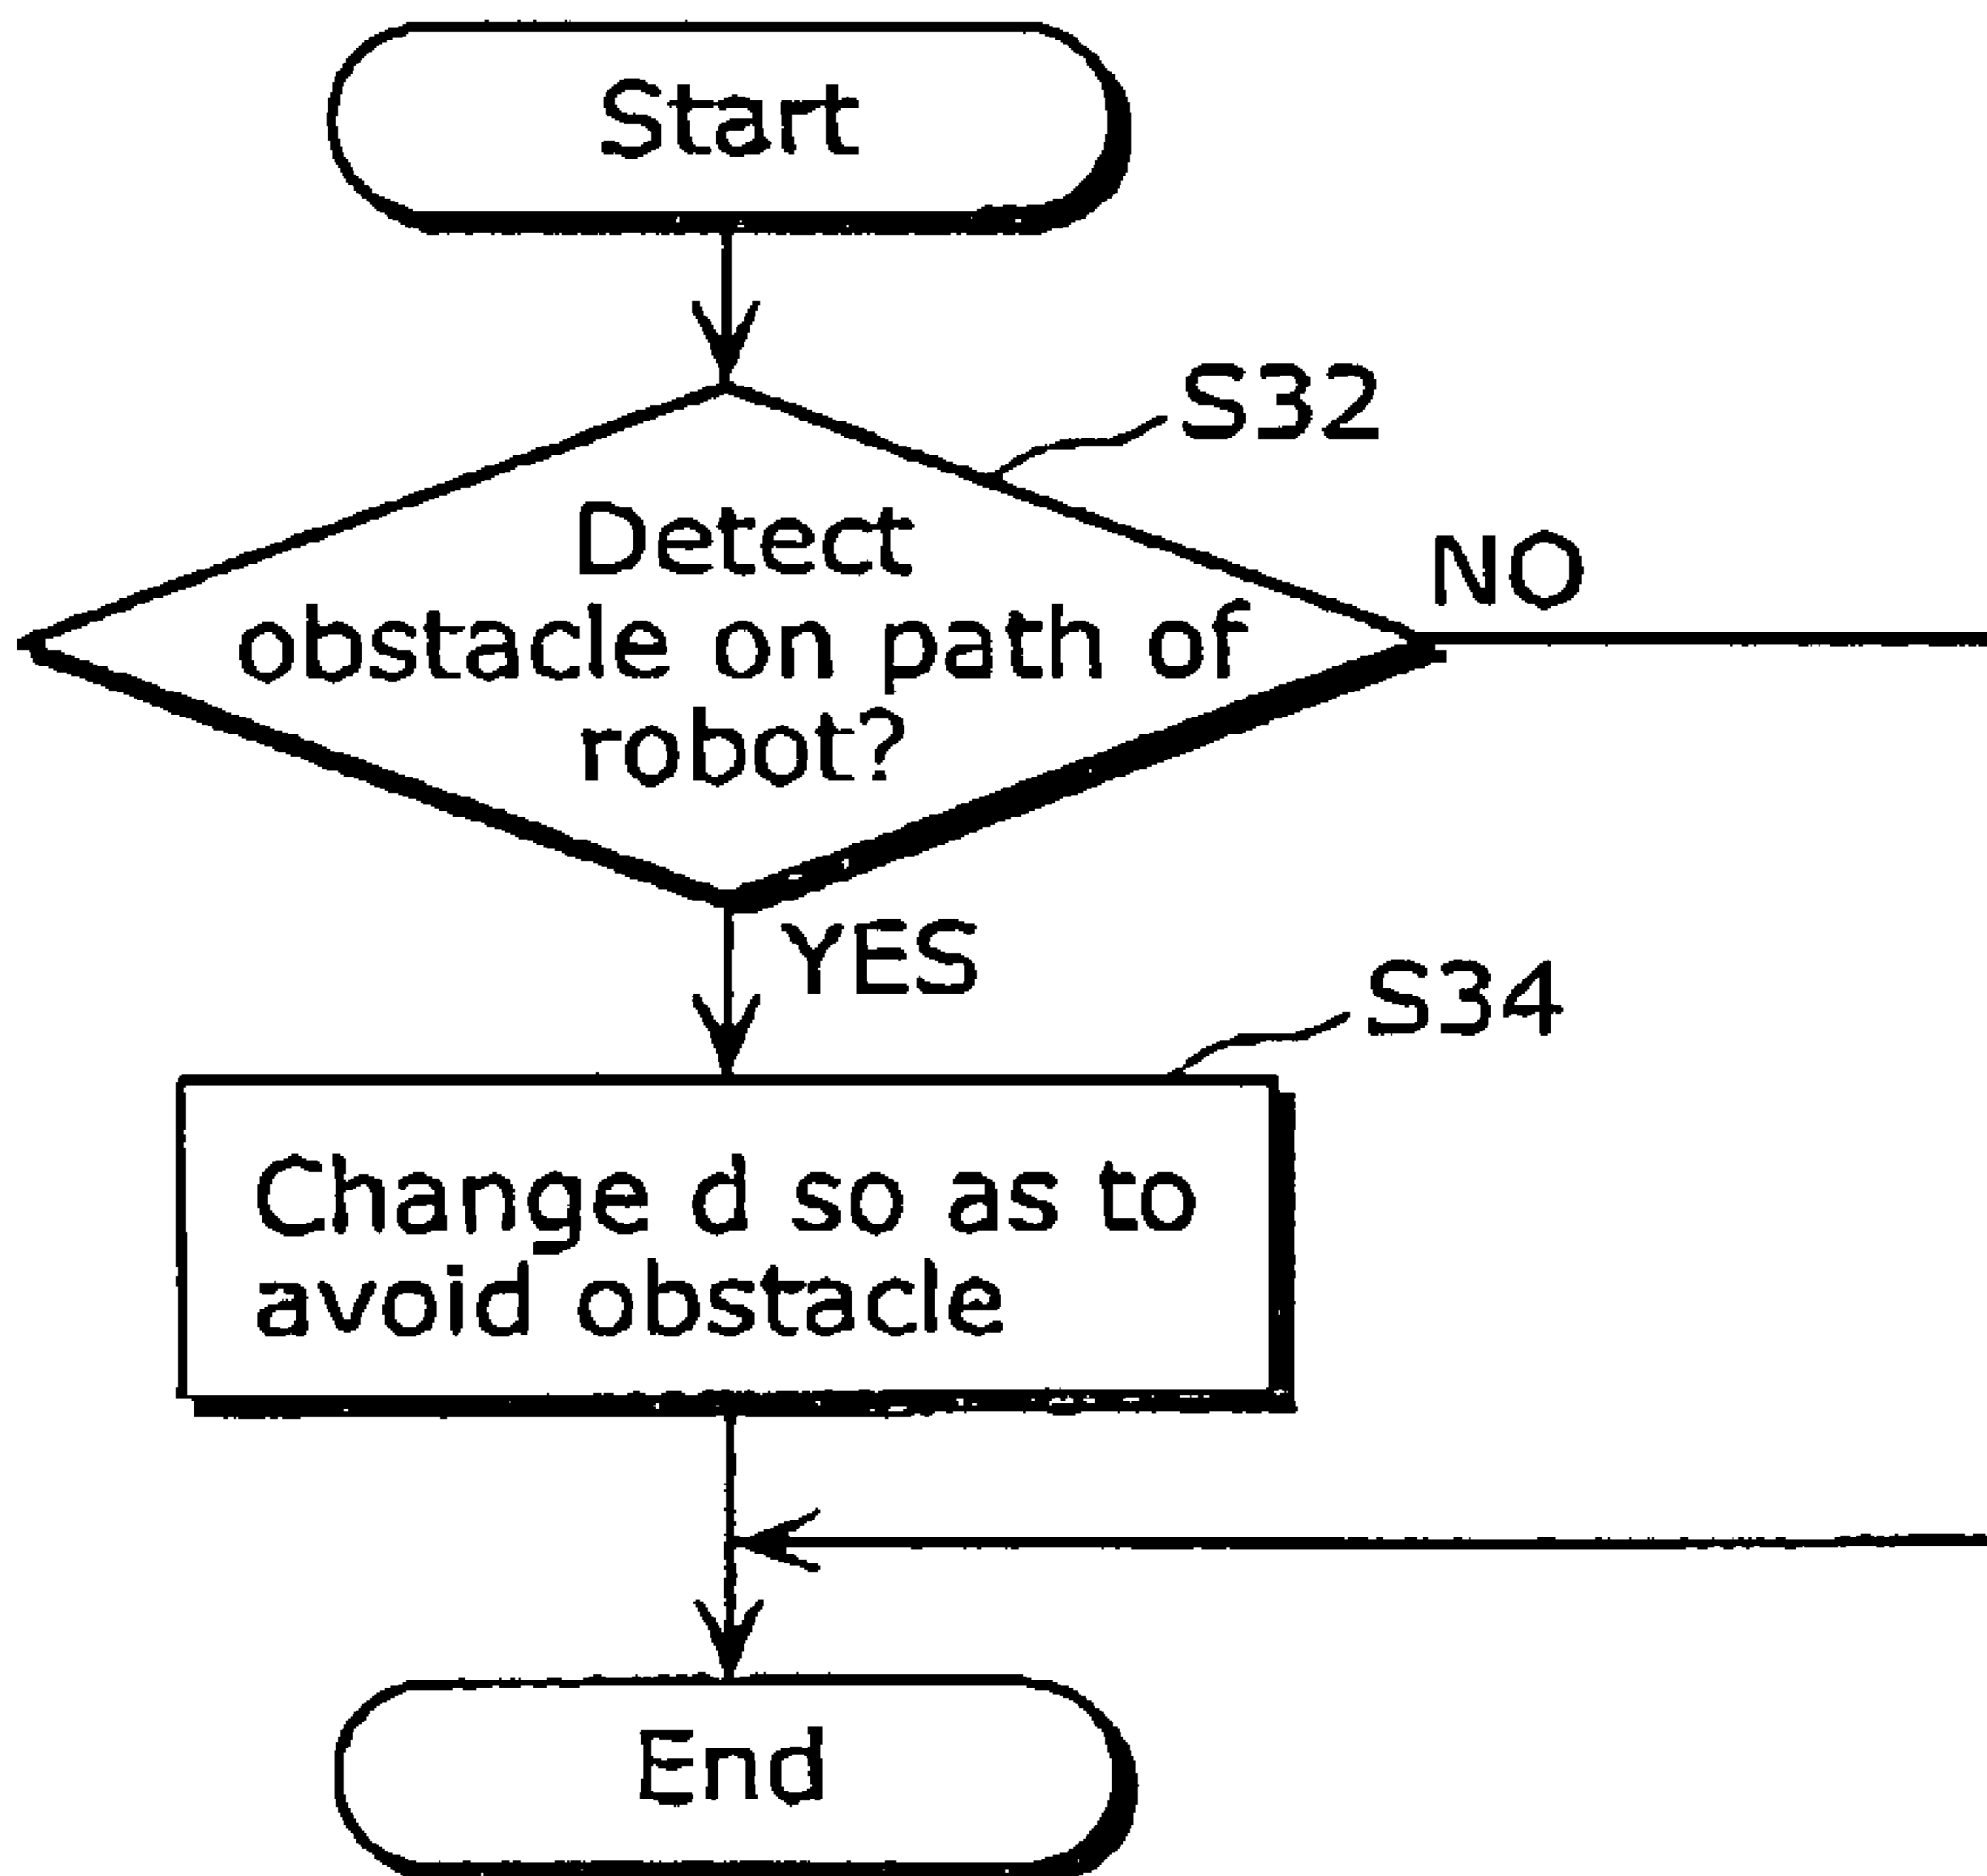 Start
S32
Detect
obstacle on path of
robot?
NO
YES
S34
Change d so as to
avoid obstacle
End